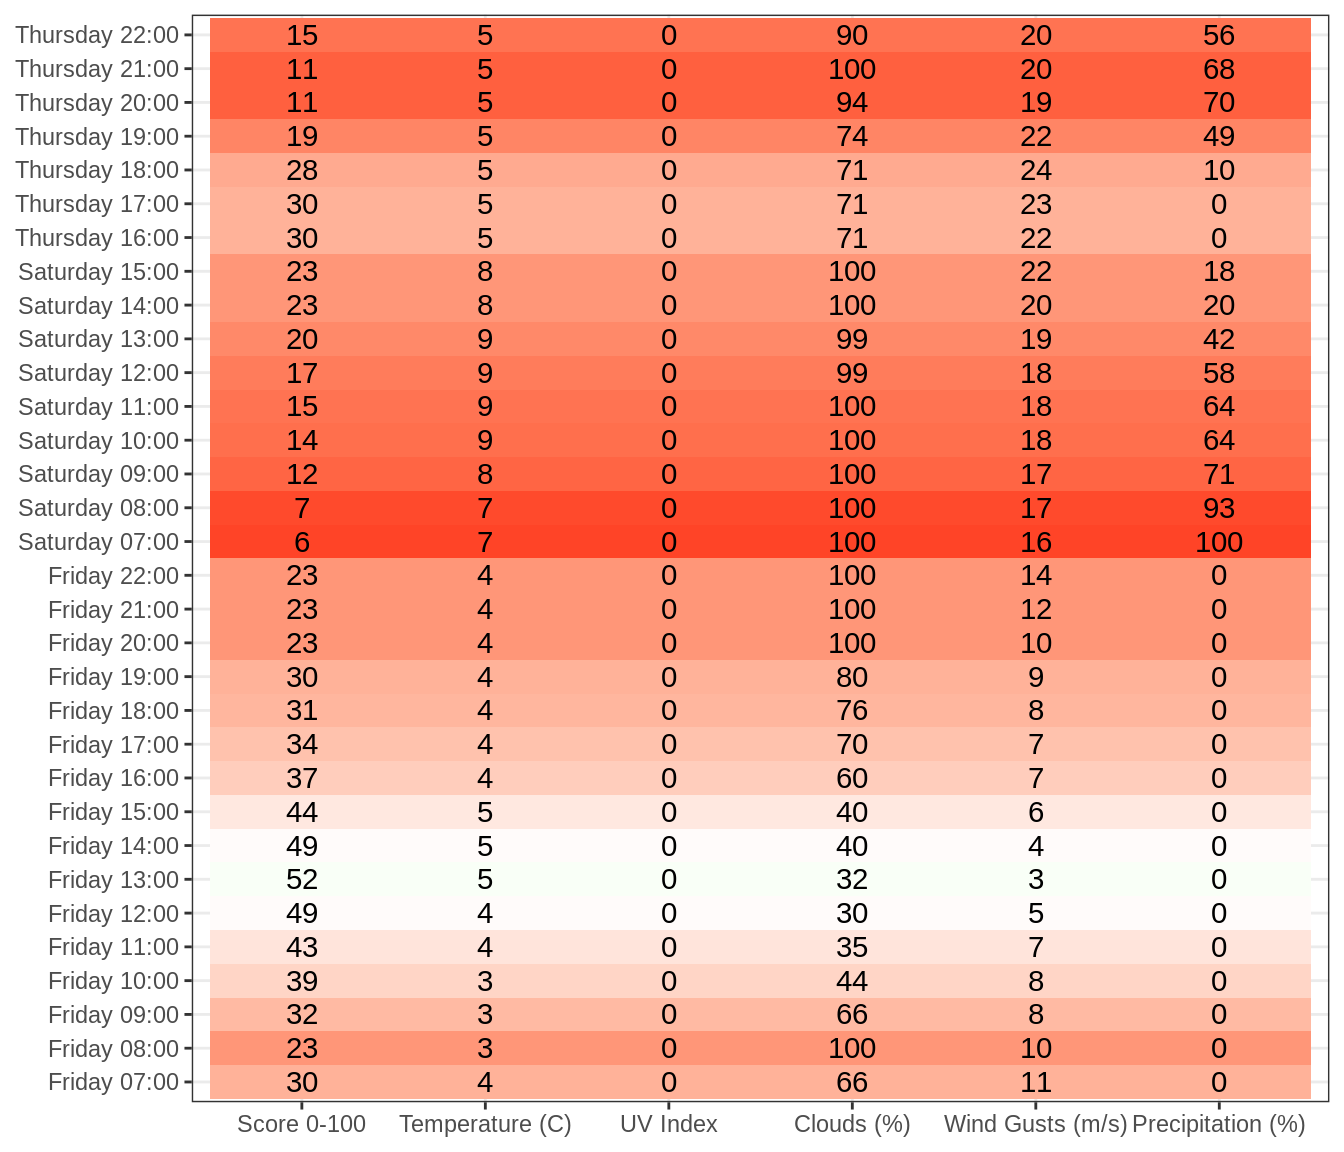 Thursday 22:00 15 5 0 90 20 56
Thursday 21:00 11 5 0 100 20 68
Thursday 20:00 11 5 0 94 19 70
Thursday 19:00 19 5 0 74 22 49
Thursday 18:00 28 5 0 71 24 10
Thursday 17:00 30 5 0 71 23 0
Thursday 16:00 30 5 0 71 22 0
Saturday 15:00 23 8 0 100 22 18
Saturday 14:00 23 8 0 100 20 20
Saturday 13:00 20 9 0 99 19 42
Saturday 12:00 17 9 0 99 18 58
Saturday 11:00 15 9 0 100 18 64
Saturday 10:00 14 9 0 100 18 64
Saturday 09:00 12 8 0 100 17 71
Saturday 08:00 7 7 0 100 17 93
Saturday 07:00 6 7 0 100 16 100
Friday 22:00 23 4 0 100 14 0
Friday 21:00 23 4 0 100 12 0
Friday 20:00 23 4 0 100 10 0
Friday 19:00 30 4 0 80 9 0
Friday 18:00 31 4 0 76 8 0
Friday 17:00 34 4 0 70 7 0
Friday 16:00 37 4 0 60 7 0
Friday 15:00 44 5 0 40 6 0
Friday 14:00 49 5 0 40 4 0
Friday 13:00 52 5 0 32 3 0
Friday 12:00 49 4 0 30 5 0
Friday 11:00 43 4 0 35 7 0
Friday 10:00 39 3 0 44 8 0
Friday 09:00 32 3 0 66 8 0
Friday 08:00 23 3 0 100 10 0
Friday 07:00 30 4 0 66 11 0
Score 0-100 Temperature (C) UV Index Clouds (%) Wind Gusts (m/s) Precipitation (%)